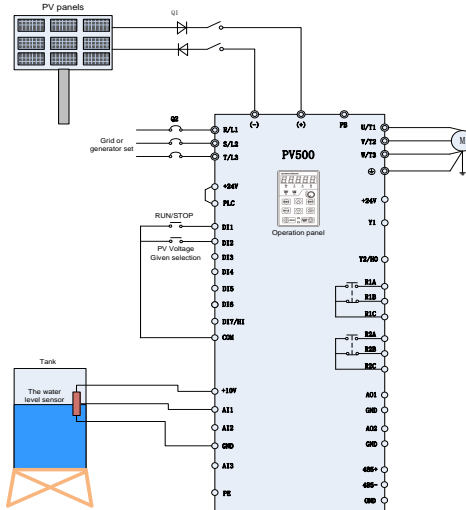 PV panels
Q1
(-)
(+)
PB
Q2
Grid or
generator set
R/L1
S/L2
T/L3
U/T1
V/T2
W/T3
M
PV500
Operation panel
+24V
PLC
+24V
Y1
RUN/STOP
DI1
PV Voltage
Given selection
DI2
DI3
DI4
DI5
DI6
DI7/HI
COM
Y2/HO
R1A
R1B
R1C
R2A
R2B
R2C
Tank
The water
level sensor
+10V
AI1
AI2
GND
AI3
PE
AO1
GND
AO2
GND
485+
485-
GND